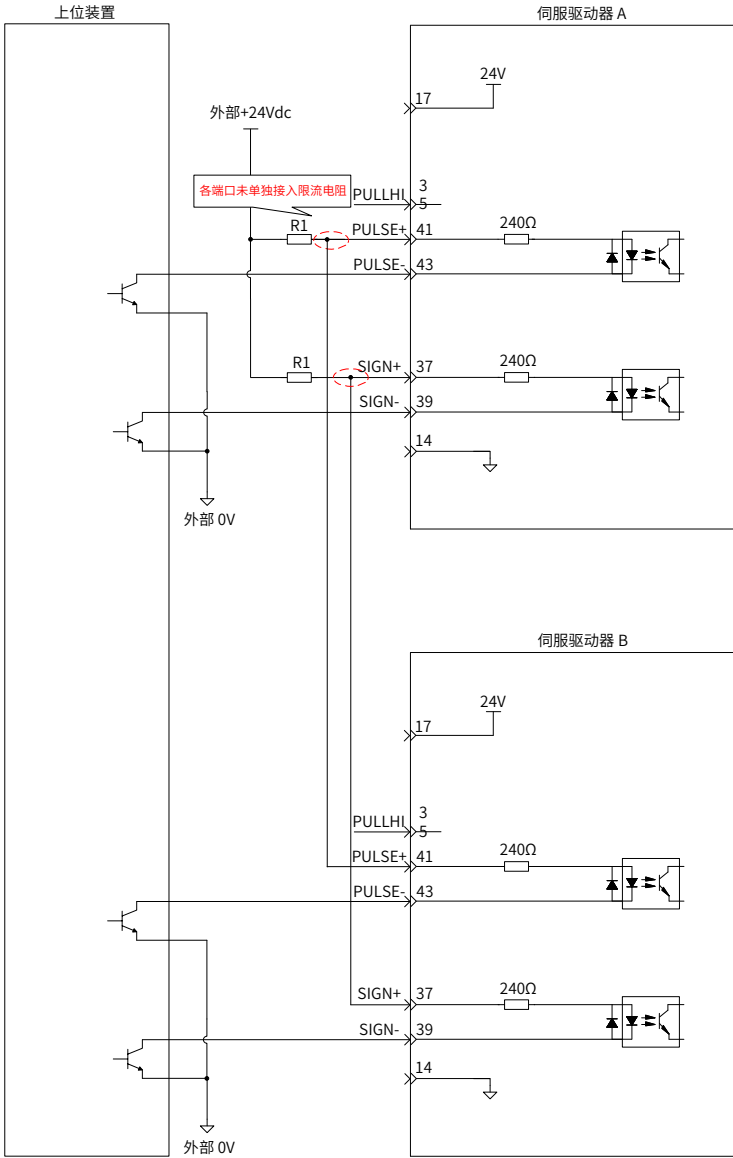 上位装置
伺服驱动器 A
24V
17
外部+24Vdc
各端口未单独接入限流电阻
PULLHI
3
5
R1
PULSE+
41
240Ω
PULSE-
43
R1
SIGN+
37
240Ω
SIGN-
39
14
外部 0V
伺服驱动器 B
24V
17
PULLHI
3
5
PULSE+
41
240Ω
PULSE-
43
SIGN+
37
240Ω
SIGN-
39
14
外部 0V